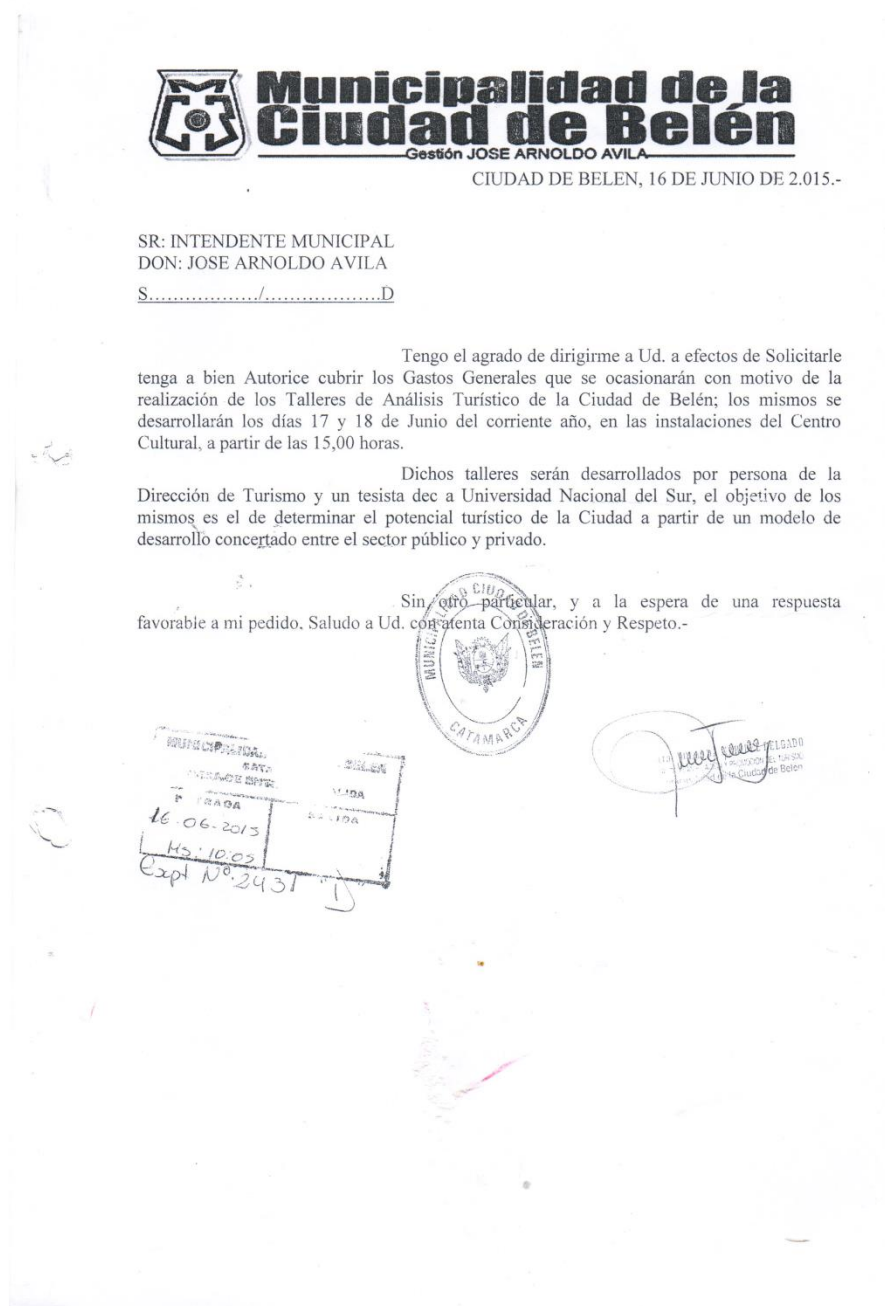 Municipalidad de la
Ciudad de Belén
Gestión JOSE ARNOLDO AVILA
CIUDAD DE BELEN, 16 DE JUNIO DE 2.015.-
SR: INTENDENTE MUNICIPAL
DON: JOSE ARNOLDO AVILA
S................../...................D
Tengo el agrado de dirigirme a Ud. a efectos de Solicitarle
tenga a bien Autorice cubrir los Gastos Generales que se ocasionarán con motivo de la
realización de los Talleres de Análisis Turístico de la Ciudad de Belén; los mismos se
desarrollarán los días 17 y 18 de Junio del corriente año, en las instalaciones del Centro
Cultural, a partir de las 15,00 horas.
Dichos talleres serán desarrollados por persona de la
Dirección de Turismo y un tesista dec a Universidad Nacional del Sur, el objetivo de los
mismos es el de determinar el potencial turístico de la Ciudad a partir de un modelo de
desarrollo concertado entre el sector público y privado.
Sin otro particular, y a la espera de una respuesta
favorable a mi pedido, Saludo a Ud. con atenta Consideración y Respeto.-
MUNICIPALIDAD CIUDAD DE BELEN
CATAMARCA
DELGADO
Ciudad de Belén
BELEN
16-06-2015
Hs: 10:05
Expt Nº 2431 "D"